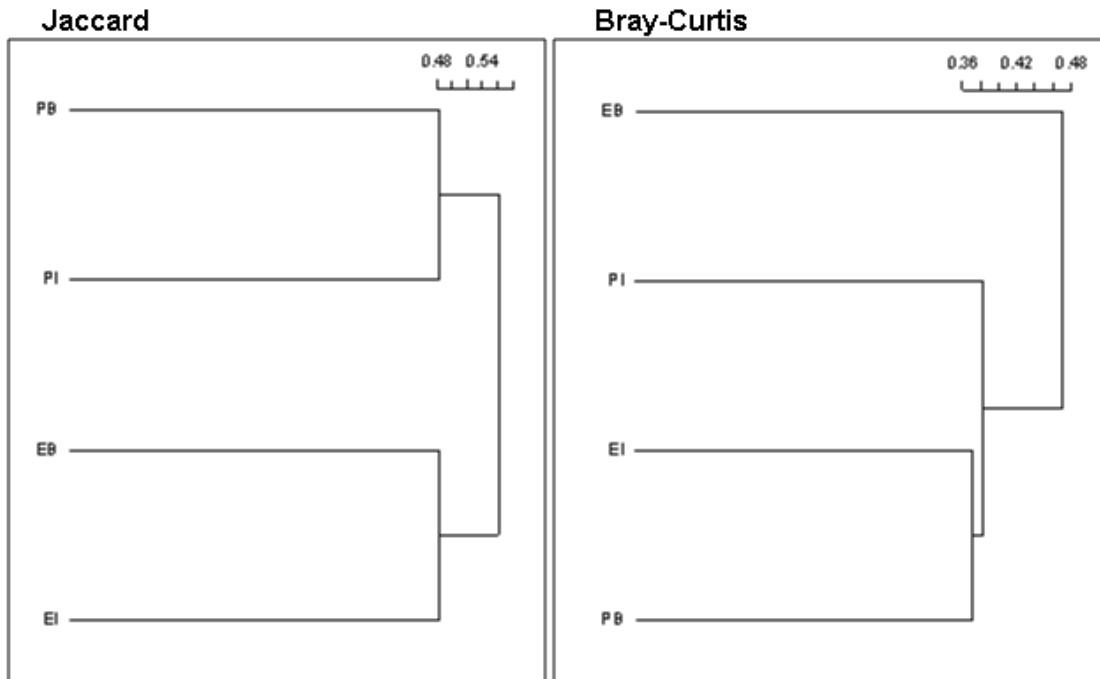 Jaccard
0.48 0.54
PB
PI
EB
EI
Bray-Curtis
0.36 0.42 0.48
EB
PI
EI
PB